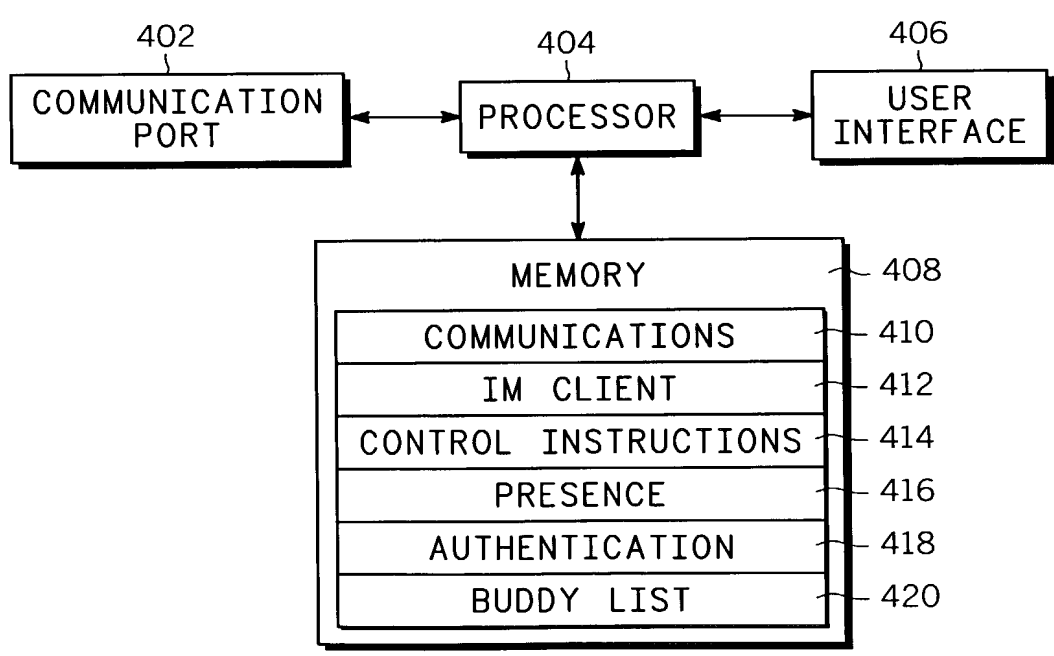 402
404
406
COMMUNICATION
PORT
PROCESSOR
USER
INTERFACE
MEMORY
408
COMMUNICATIONS
410
IM CLIENT
412
CONTROL INSTRUCTIONS
414
PRESENCE
416
AUTHENTICATION
418
BUDDY LIST
420